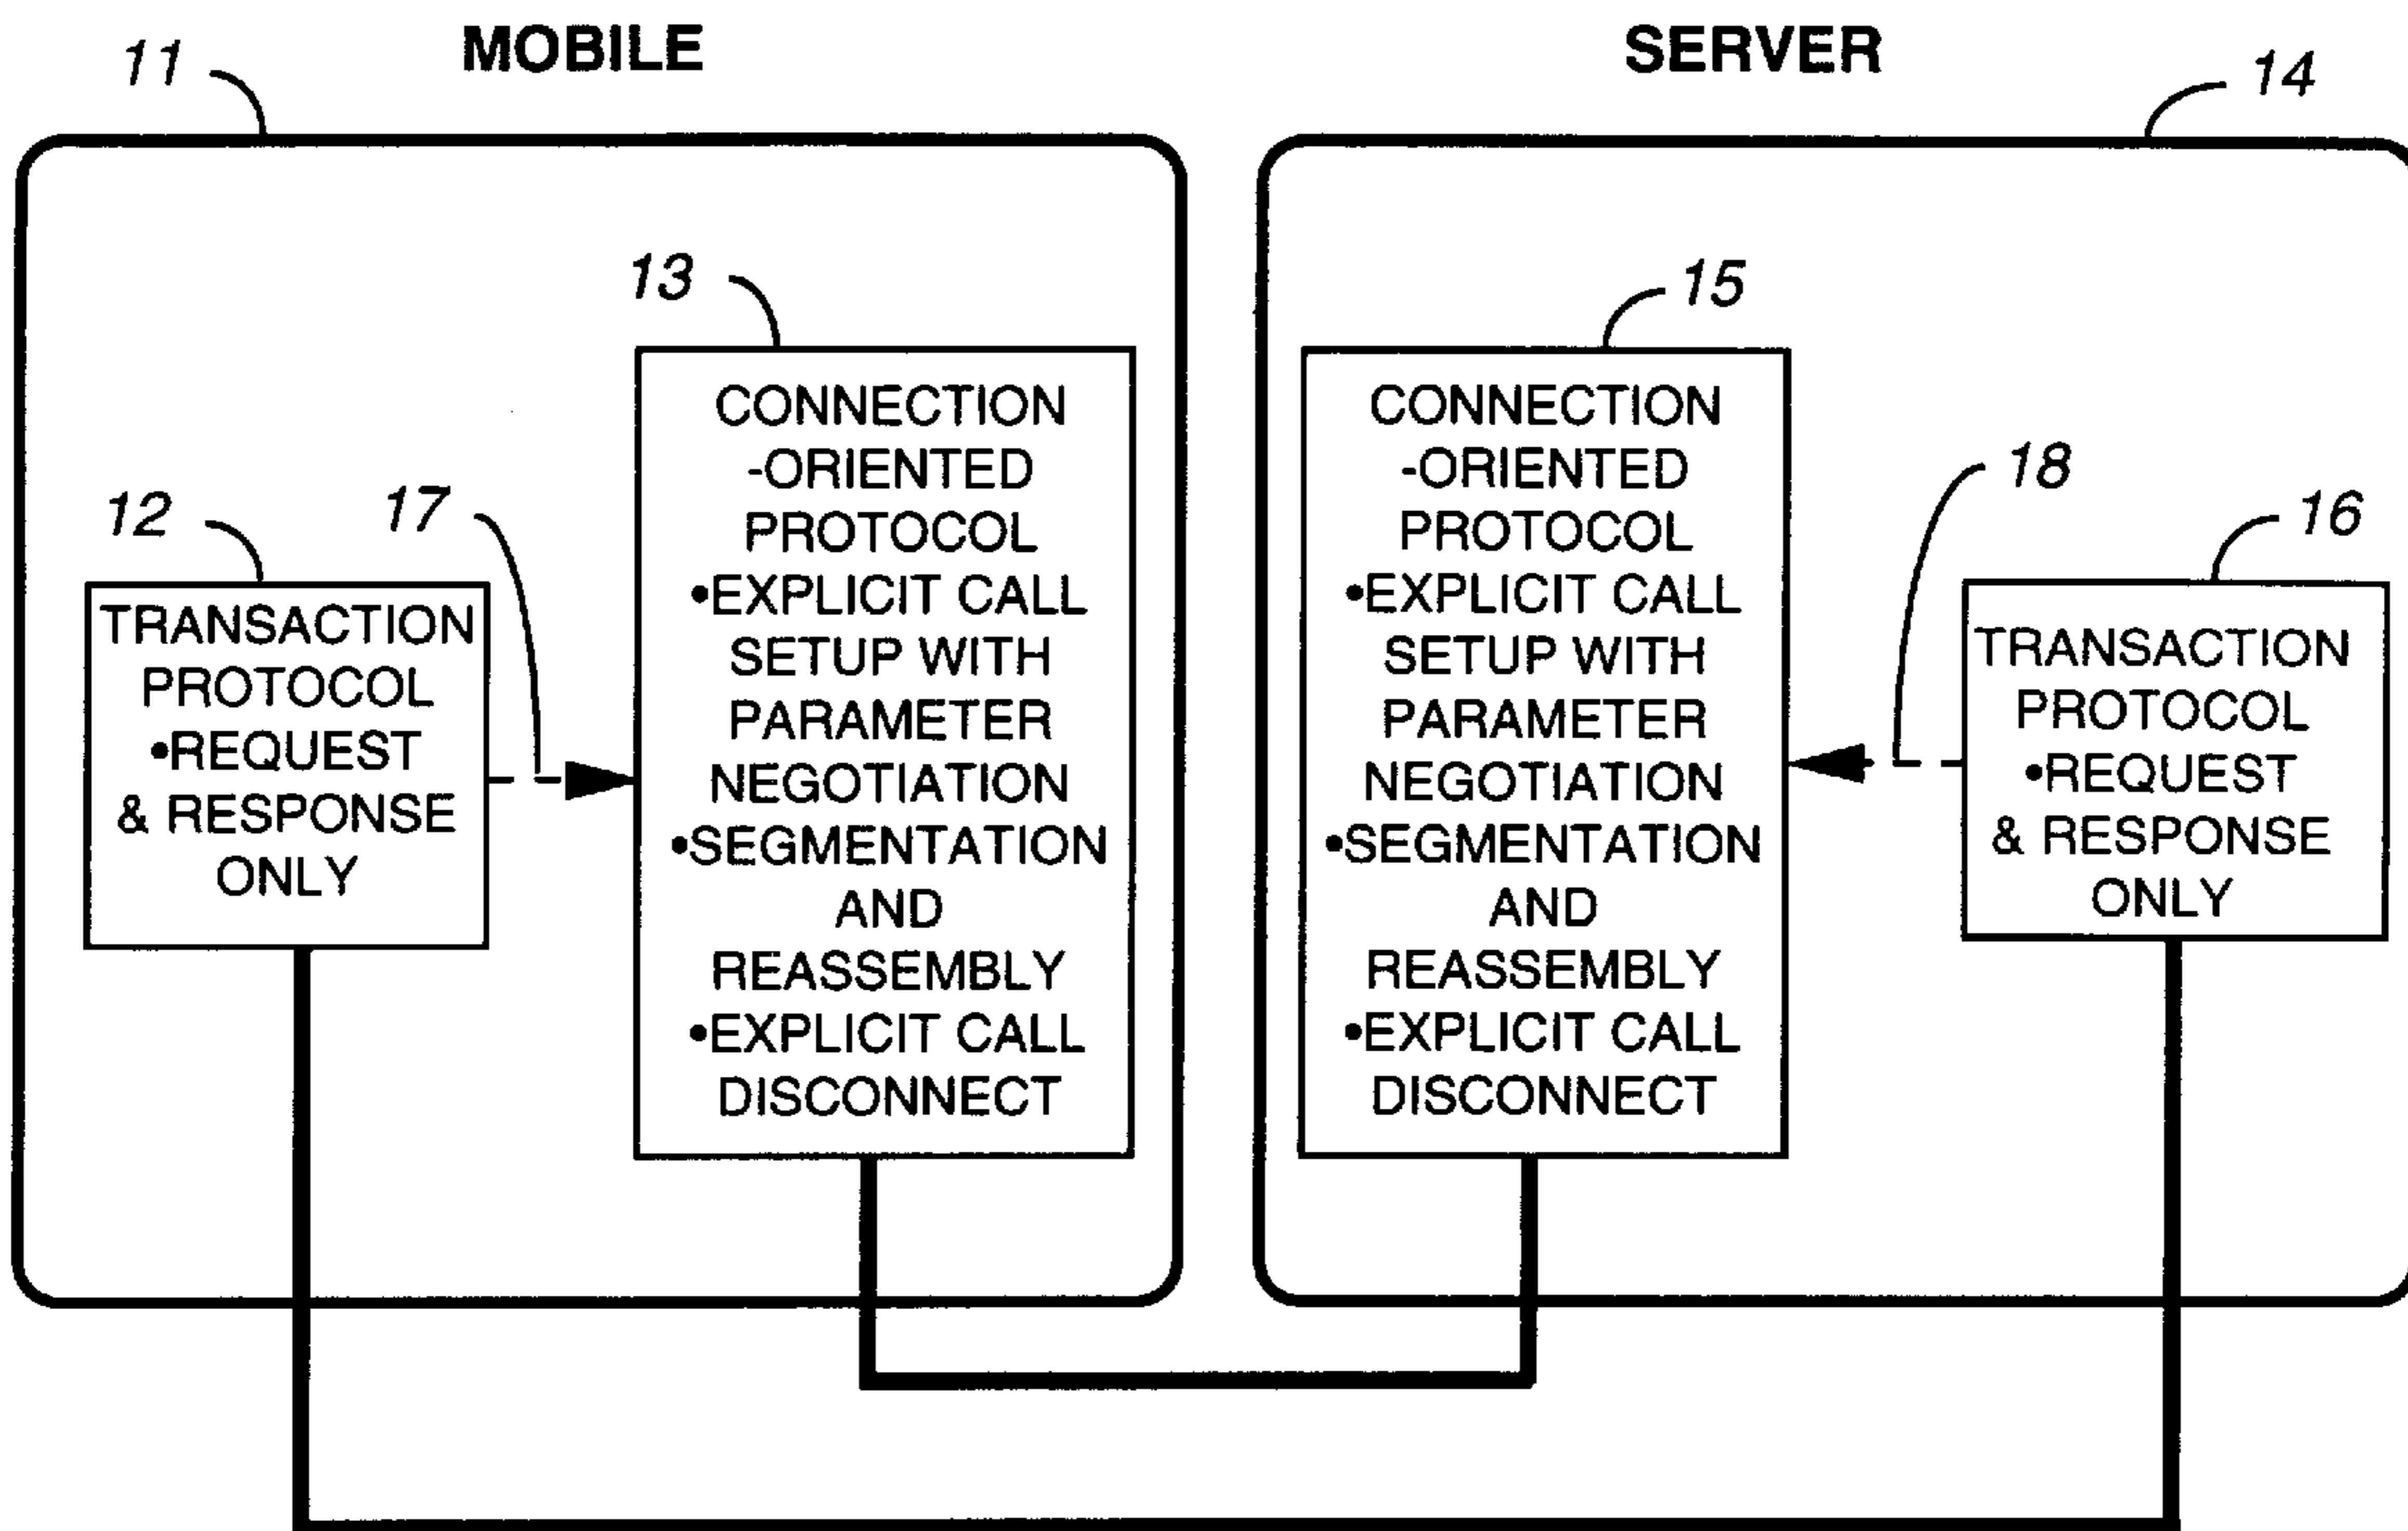 MOBILE
SERVER
11
14
13
15
12
17
18
16
TRANSACTION
PROTOCOL
•REQUEST
& RESPONSE
ONLY
CONNECTION
-ORIENTED
PROTOCOL
•EXPLICIT CALL
SETUP WITH
PARAMETER
NEGOTIATION
•SEGMENTATION
AND
REASSEMBLY
•EXPLICIT CALL
DISCONNECT
CONNECTION
-ORIENTED
PROTOCOL
•EXPLICIT CALL
SETUP WITH
PARAMETER
NEGOTIATION
•SEGMENTATION
AND
REASSEMBLY
•EXPLICIT CALL
DISCONNECT
TRANSACTION
PROTOCOL
•REQUEST
& RESPONSE
ONLY